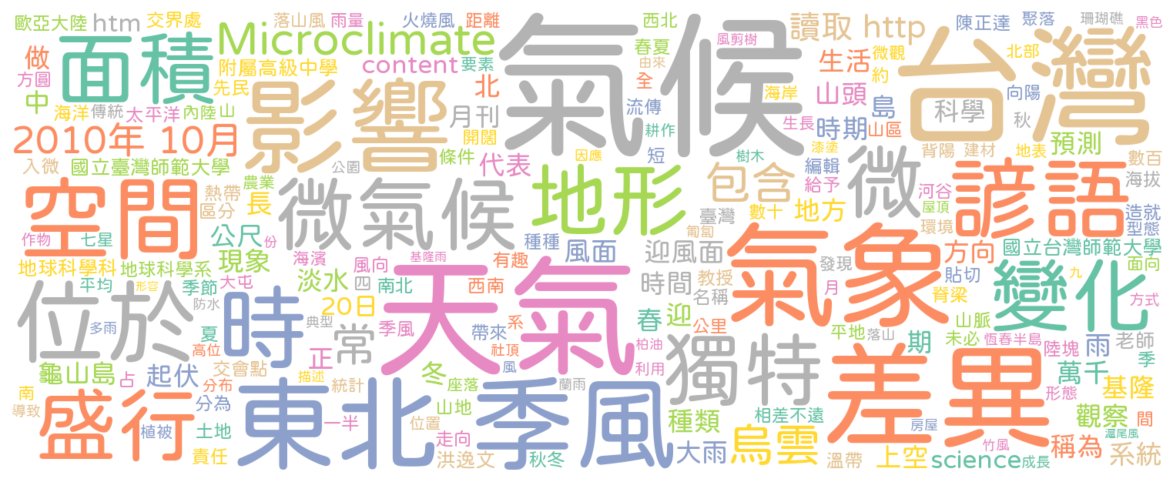 歐亞大陸 htm 交界處 落山風 雨量 火燒風 距離 西北 讀取 http 陳正達 聚落 珊瑚礁 黑色
面積 做 Microclimate 氣候 春夏 風剪樹 由來 生活 微觀 台灣 北部
方圓 附屬高級中學 content 要素 全 海岸 約 山頭 向陽
中 先民 影響 北 島 科學
海洋 傳統 太平洋 內陸 山 月刊 開闊 流傳 耕作 生長 時期 山區 秋 預測
2010年 10月 條件 因應 短 漆塗 編輯 背陽 建材 地表 數百
入微 國立臺灣師範大學 公園 代表 樹木 包含 給予 微 諺語 海拔
空間 熱帶 農業 區分 長 微氣候 地形 臺灣 數十 地方 河谷 屋頂 環境 造就 型態
作物 七星 公尺 份 種種 風面 匍匐 迎風面 氣象 方向 國立台灣師範大學
地球科學科 地球科學系 現象 海濱 基隆雨 風向 有趣 時間 教授 發現 貼切 變化 面向
平均 形容 季節 大屯 淡水 四 南北 天氣 西南 名稱 月 脊梁 九 方式
位於 防水 時 20日 季風 帶來 系 公里 春 迎 平地 落山 期 山脈 未必 恆春半島 陸塊 雨 老師
多雨 夏 典型 常 正 社頂 風 柏油 利用 獨特 差異 季 萬千
龜山島 占 起伏 高位 交會點 描述 冬 座落 蘭雨 形態 基隆
南 導致 盛行 分為 分布 東北季風 統計 山地 種類 相差不遠 烏雲 房屋 觀察 間
植被 土地 一半 位置 走向 竹風 稱為 滬尾風
責任 洪逸文 秋冬 大雨 溫帶 上空 science 成長 系統